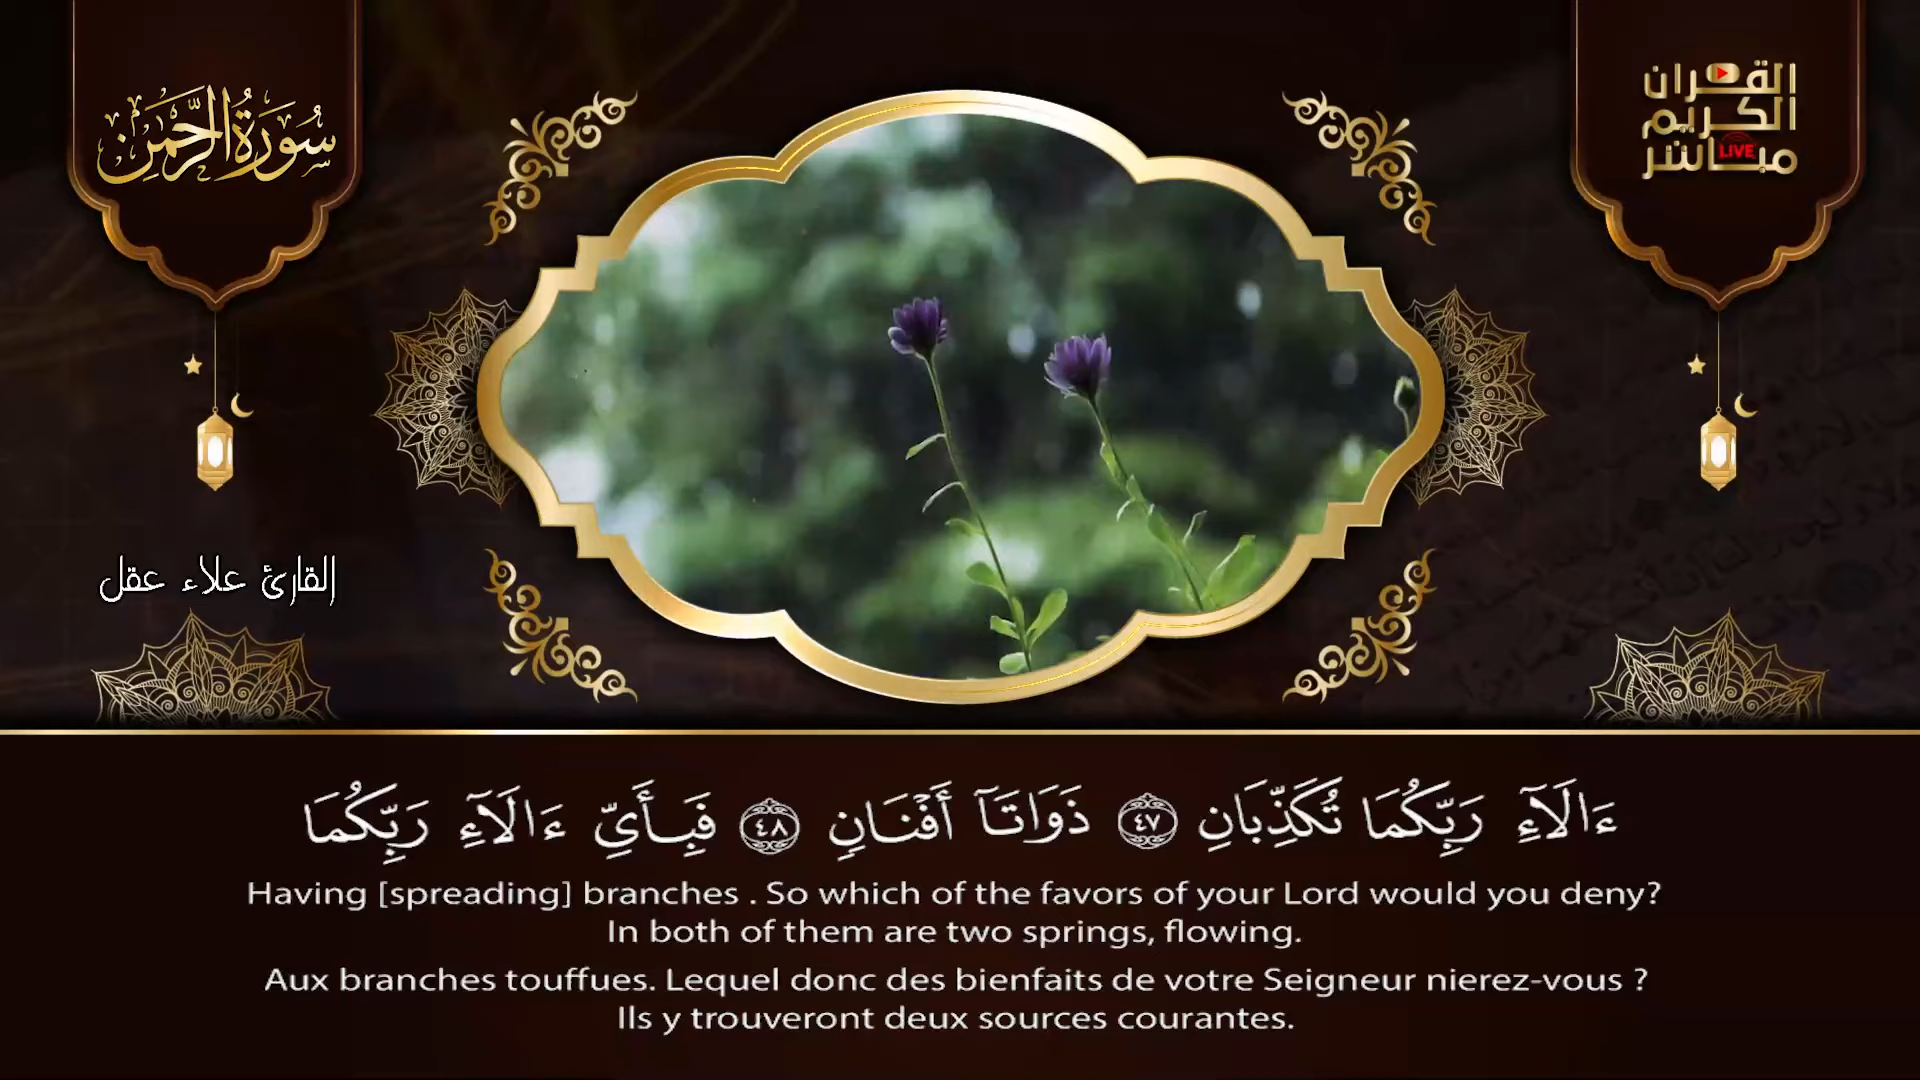 سُورَةُ الرَّحْمَٰن
القران
الكريم
مباشر
LIVE
القارئ علاء عقل
ءَالَآءِ رَبِّكُمَا تُكَذِّبَانِ ٤٧ ذَوَاتَآ أَفْنَانٍ ٤٨ فَبِأَيِّ ءَالَآءِ رَبِّكُمَا
Having [spreading] branches . So which of the favors of your Lord would you deny?
In both of them are two springs, flowing.
Aux branches touffues. Lequel donc des bienfaits de votre Seigneur nierez-vous ?
Ils y trouveront deux sources courantes.